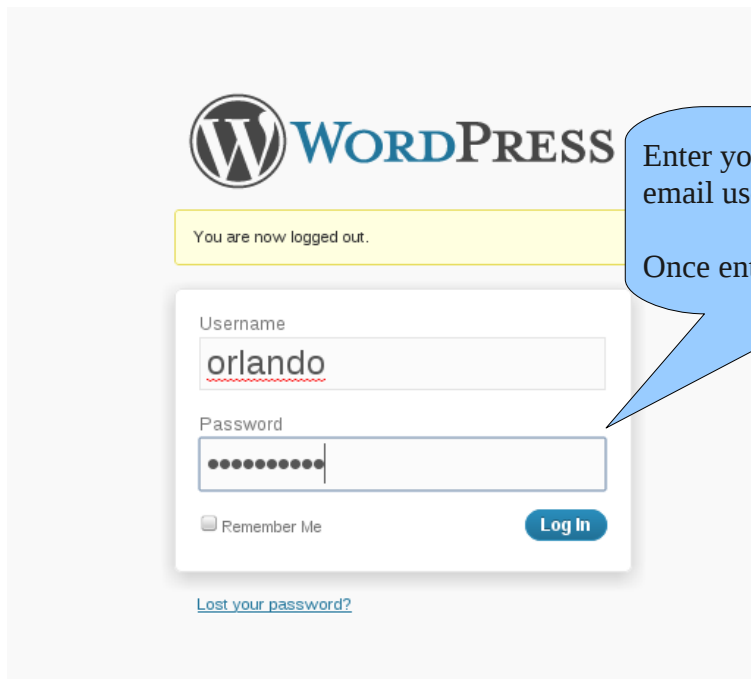 WORDPRESS
Enter yo
email us
Once ent
You are now logged out.
Username
orlando
Password
••••••••••
Remember Me
Log In
Lost your password?